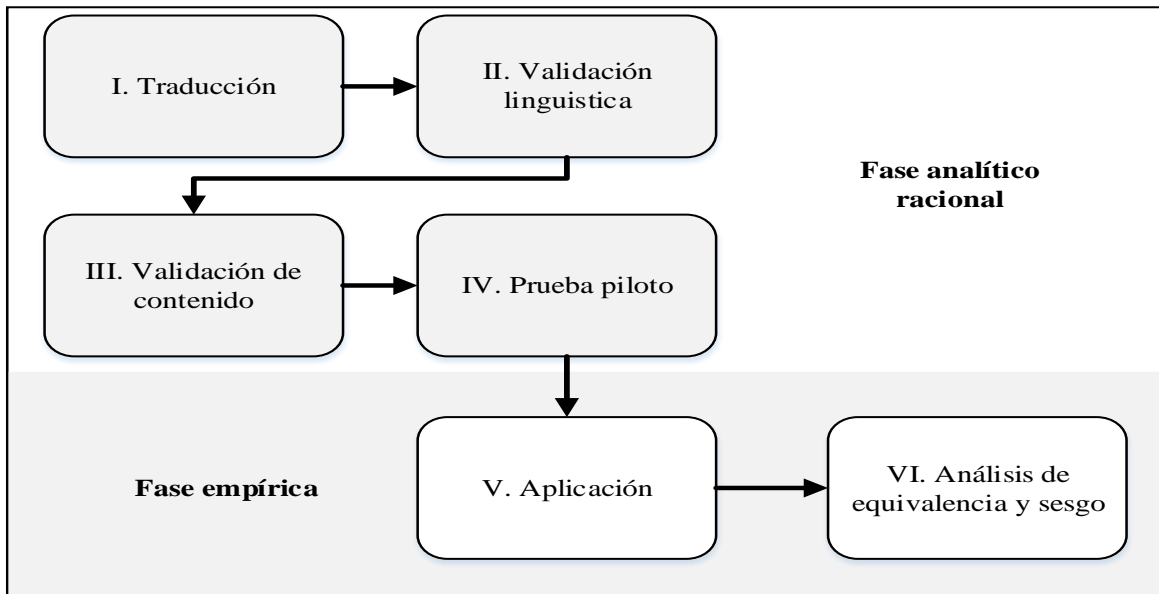 I. Traducción
II. Validación
linguistica
Fase analítico
racional
III. Validación de
contenido
IV. Prueba piloto
Fase empírica
V. Aplicación
VI. Análisis de
equivalencia y sesgo